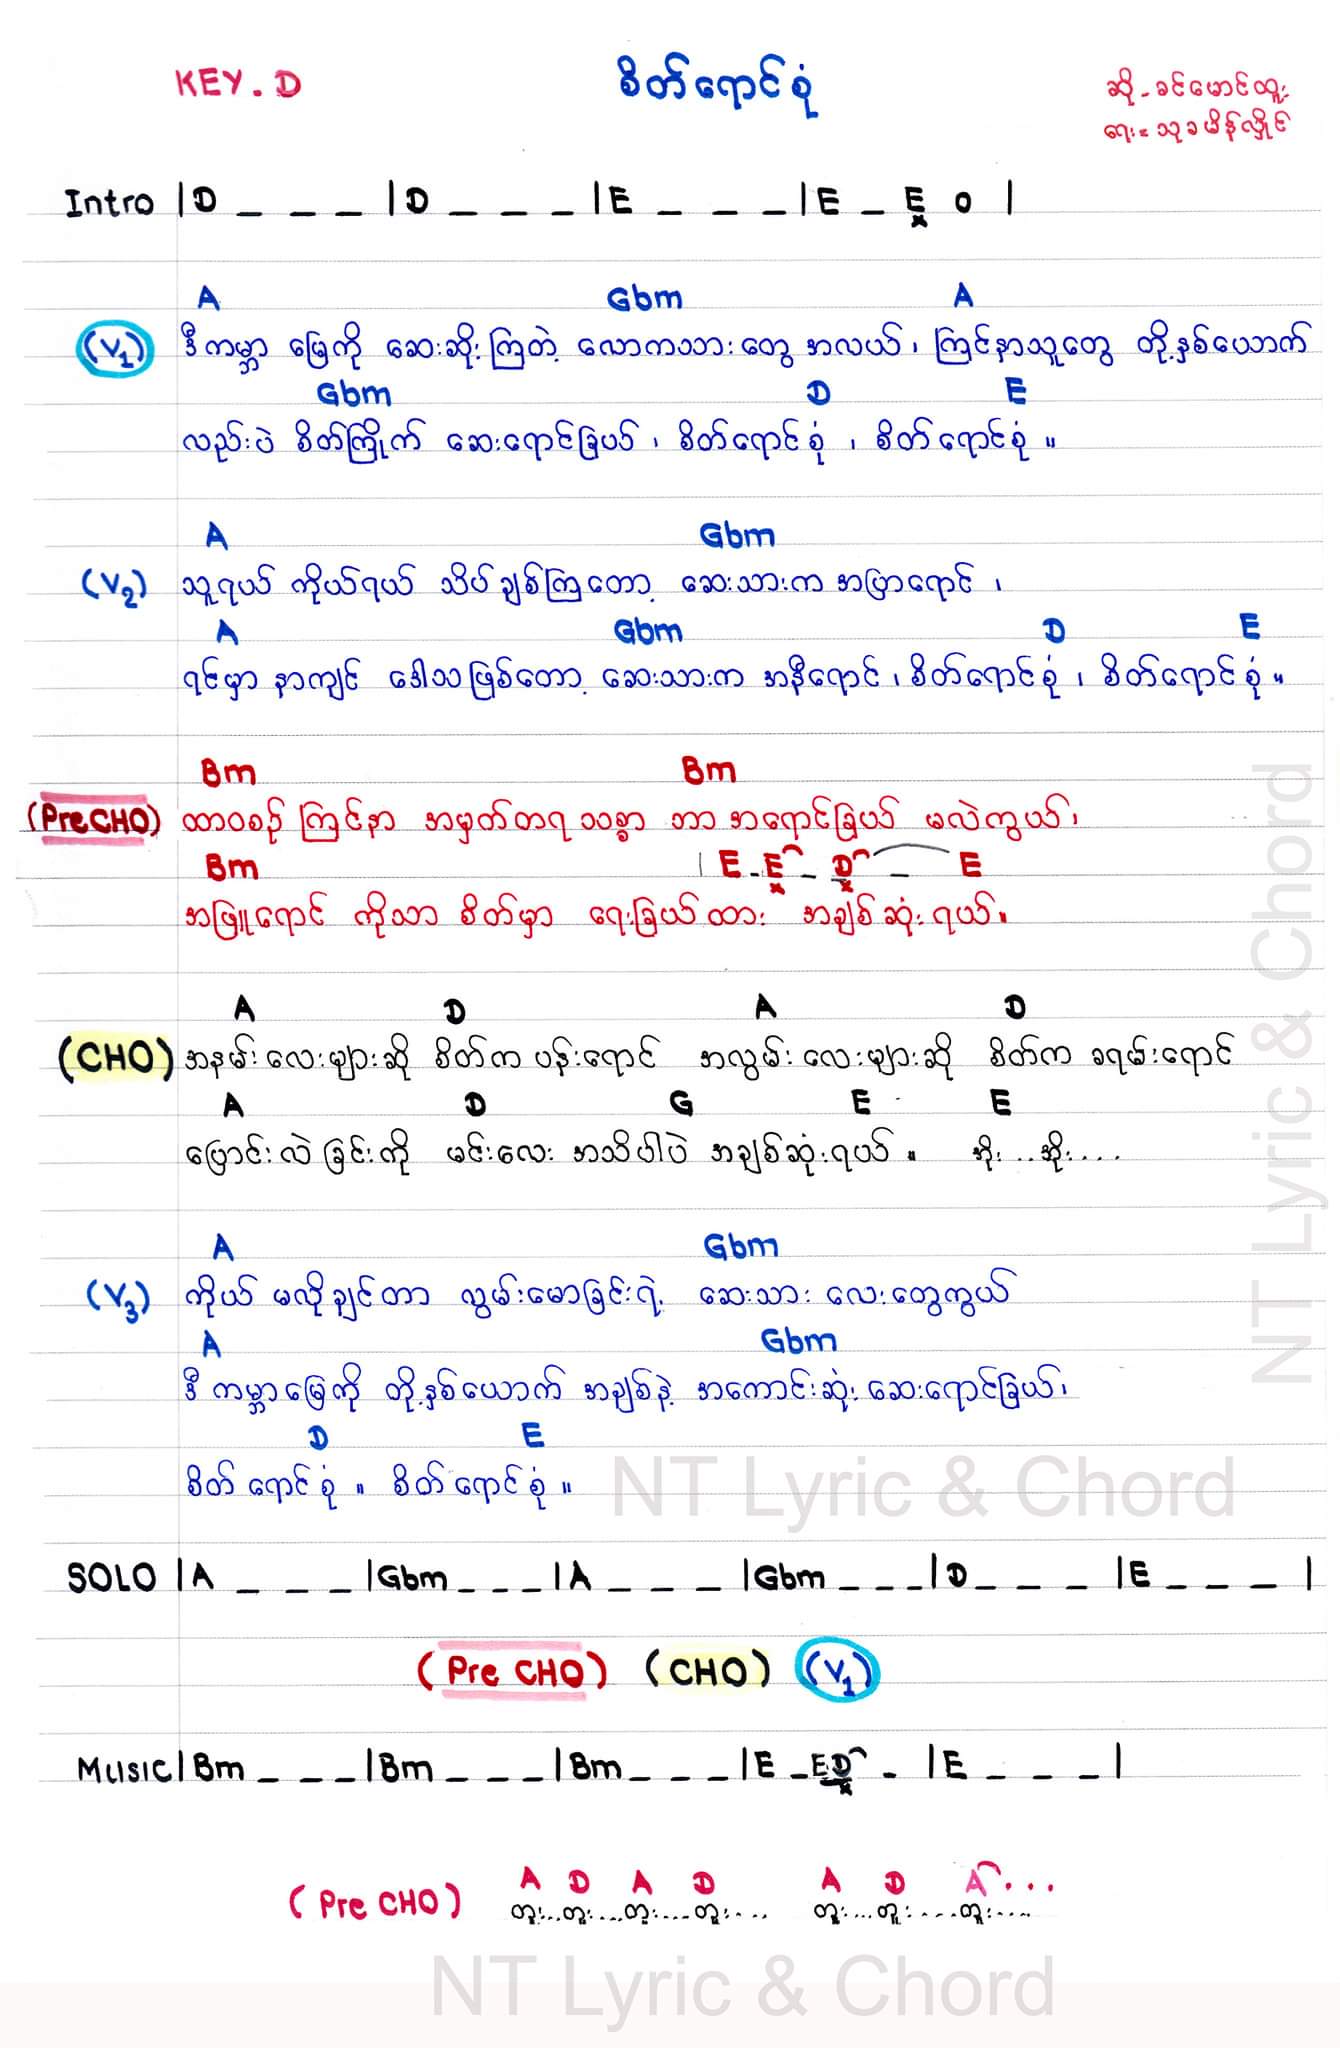 KEY. D
စိတ်ရောင်စုံ
ဆို - ခင်မောင်ထူး
ရေး = သုခမိန်လှိုင်
Intro |D _ _ _ |D _ _ _ |E _ _ _ |E _ E 0 |
A Gbm A
(V1) ဒီကမ္ဘာ မြေကို ဆေးဆိုးကြတဲ့ လောကသားတွေ အလယ်၊ ကြင်နာသူတွေ တို့နှစ်ယောက်
Gbm D E
လည်းပဲ စိတ်ကြိုက် ဆေးရောင်ခြယ်၊ စိတ်ရောင်စုံ ၊ စိတ်ရောင်စုံ ။
A Gbm
(V2) သူရယ် ကိုယ်ရယ် သိပ်ချစ်ကြတော့ ဆေးသားက အပြာရောင် ၊
A Gbm D E
ရင်မှာ နာကျင် ဒေါသဖြစ်တော့ ဆေးသားက အနီရောင် ၊ စိတ်ရောင်စုံ ၊ စိတ်ရောင်စုံ ။
Bm Bm
(Pre CHO) ထာဝစဉ် ကြင်နာ အမှတ်တရ သစ္စာ ဘာအရောင်ခြယ် မလဲကွယ်၊
Bm | E - E - D - E
အဖြူရောင် ကိုသာ စိတ်မှာ ရေးခြယ်ထား အချစ်ဆုံးရယ်။
A D A D
(CHO) အနမ်းလေးများဆို စိတ်က ပန်းရောင် အလွမ်းလေးများဆို စိတ်က ခရမ်းရောင်
A D G E E
ပြောင်းလဲခြင်းကို မင်းလေး အသိပါပဲ အချစ်ဆုံးရယ် ။ အိုး...အိုး....
A Gbm
(V3) ကိုယ် မလိုချင်တာ လွမ်းမောခြင်းရဲ့ ဆေးသား လေးတွေကွယ်
A Gbm
ဒီ ကမ္ဘာမြေကို တို့နှစ်ယောက် အချစ်နဲ့ အကောင်းဆုံး ဆေးရောင်ခြယ်၊
D E
စိတ်ရောင်စုံ ။ စိတ်ရောင်စုံ ။
NT Lyric & Chord
NT Lyric & Chord
SOLO |A _ _ _ |Gbm _ _ _ |A _ _ _ |Gbm _ _ _ |D _ _ _ |E _ _ _ |
(Pre CHO) (CHO) (V1)
Music |Bm _ _ _ |Bm _ _ _ |Bm _ _ _ |E _ E D - |E _ _ _ |
A D A D A D A...
(Pre CHO) တူး...တူး....တူး....တူး.... တူး...တူး....တူး....
NT Lyric & Chord